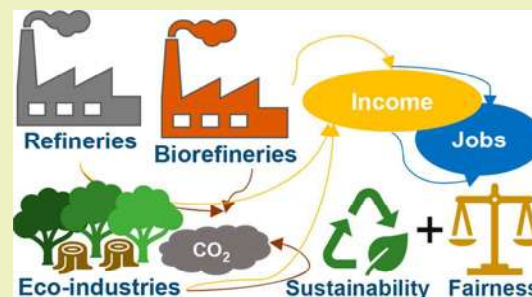 Income
Jobs
Refineries
Biorefineries
CO₂
Eco-industries
Sustainability
+
Fairness